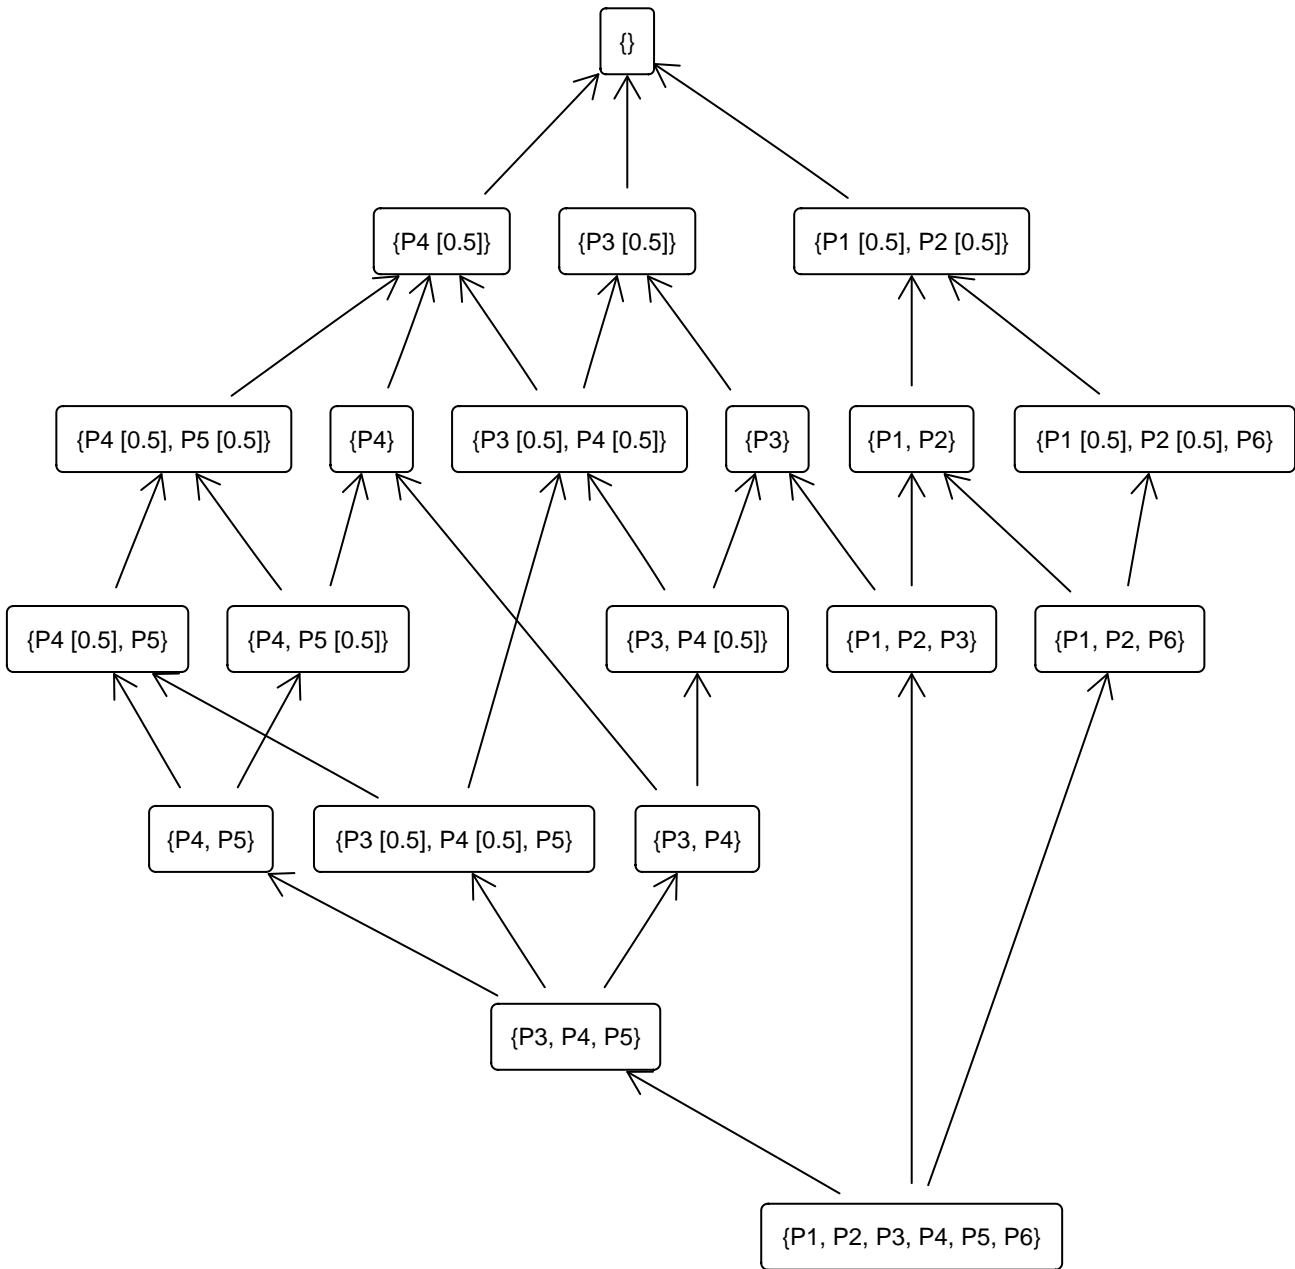 {}
{P4 [0.5]}
{P3 [0.5]}
{P1 [0.5], P2 [0.5]}
{P4 [0.5], P5 [0.5]}
{P4}
{P3 [0.5], P4 [0.5]}
{P3}
{P1, P2}
{P1 [0.5], P2 [0.5], P6}
{P4 [0.5], P5}
{P4, P5 [0.5]}
{P3, P4 [0.5]}
{P1, P2, P3}
{P1, P2, P6}
{P4, P5}
{P3 [0.5], P4 [0.5], P5}
{P3, P4}
{P3, P4, P5}
{P1, P2, P3, P4, P5, P6}